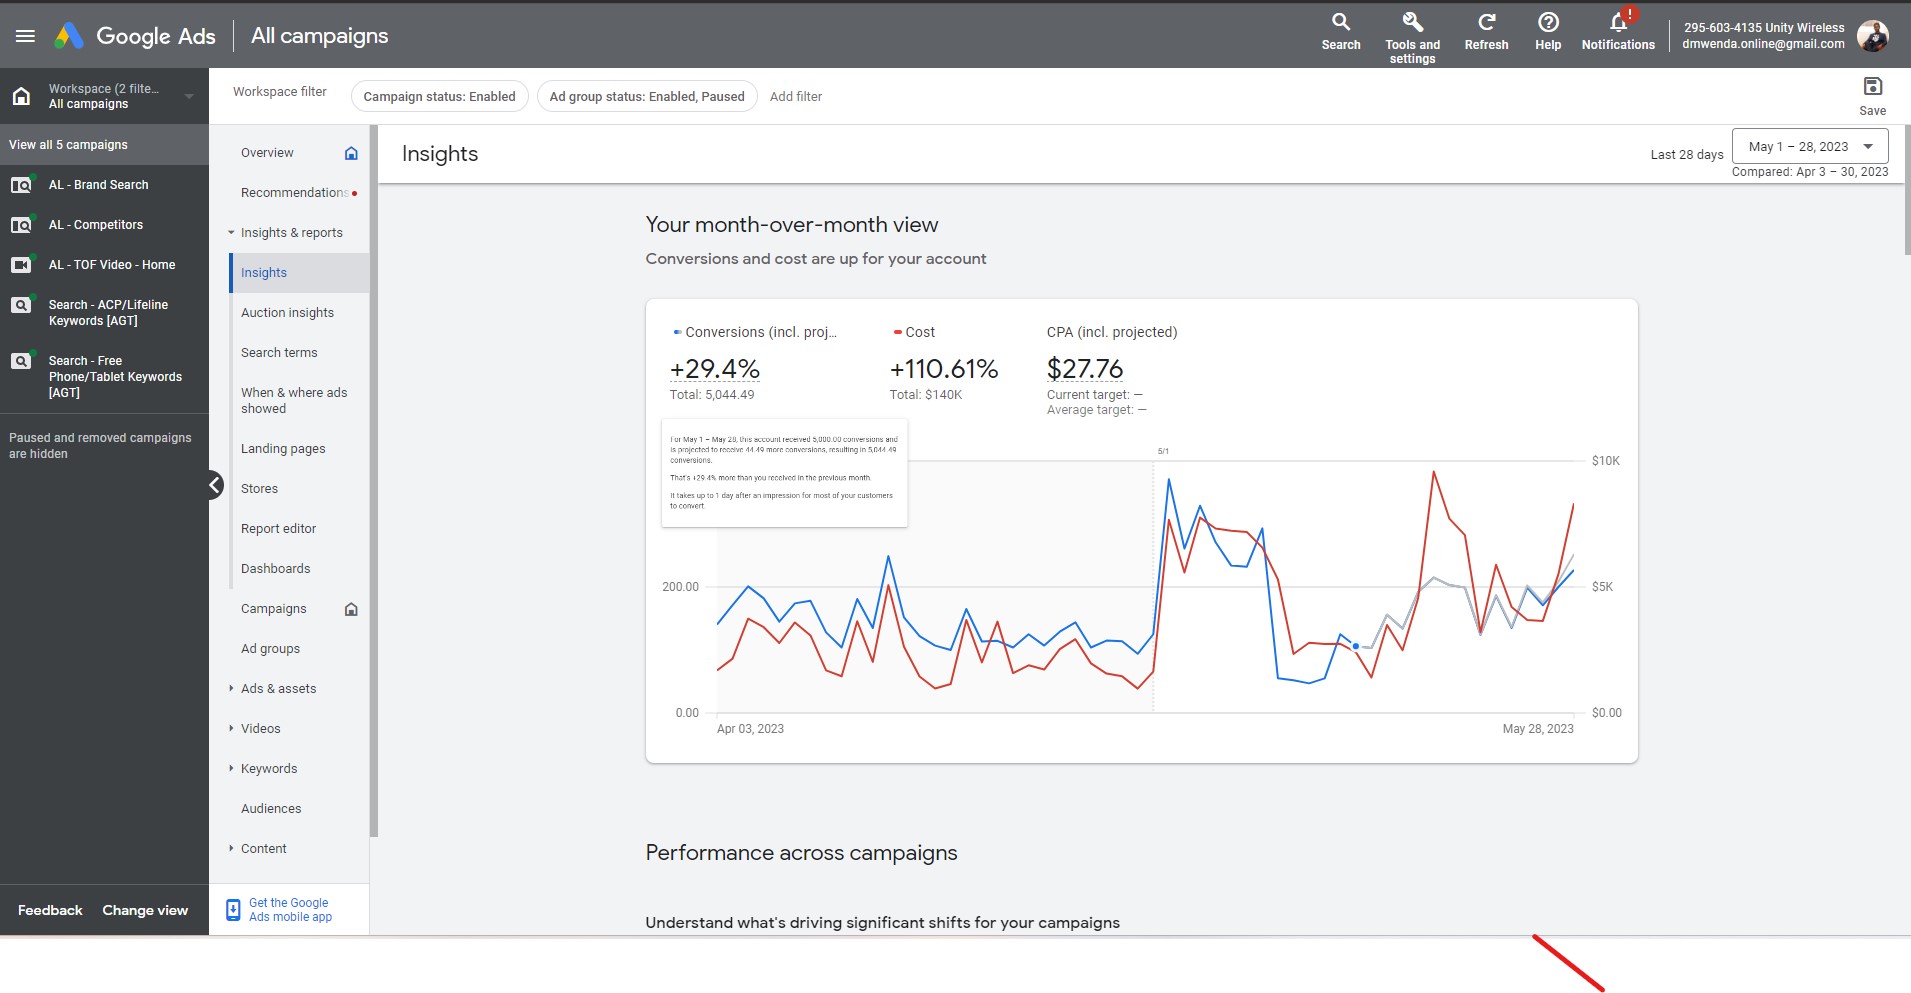 Google Ads
All campaigns
Search
Tools and
settings
Refresh
Help
!
Notifications
295-603-4135 Unity Wireless
dmwenda.online@gmail.com
Workspace (2 filte...
All campaigns
Workspace filter
Campaign status: Enabled
Ad group status: Enabled, Paused
Add filter
Save
View all 5 campaigns
AL - Brand Search
AL - Competitors
AL - TOF Video - Home
Search - ACP/Lifeline
Keywords [AGT]
Search - Free
Phone/Tablet Keywords
[AGT]
Paused and removed campaigns
are hidden
Feedback
Change view
Overview
Recommendations
Insights & reports
Insights
Auction insights
Search terms
When & where ads
showed
Landing pages
Stores
Report editor
Dashboards
Campaigns
Ad groups
Ads & assets
Videos
Keywords
Audiences
Content
Get the Google
Ads mobile app
Insights
Last 28 days
May 1 – 28, 2023
Compared: Apr 3 – 30, 2023
Your month-over-month view
Conversions and cost are up for your account
Conversions (incl. proj...
+29.4%
Total: 5,044.49
Cost
+110.61%
Total: $140K
CPA (incl. projected)
$27.76
Current target: —
Average target: —
For May 1 – May 28, this account received 5,000.00 conversions and
is projected to receive 44.49 more conversions, resulting in 5,044.49
conversions.
That's +29.4% more than you received in the previous month.
It takes up to 1 day after an impression for most of your customers
to convert.
5/1
$10K
200.00
$5K
0.00
$0.00
Apr 03, 2023
May 28, 2023
Performance across campaigns
Understand what's driving significant shifts for your campaigns